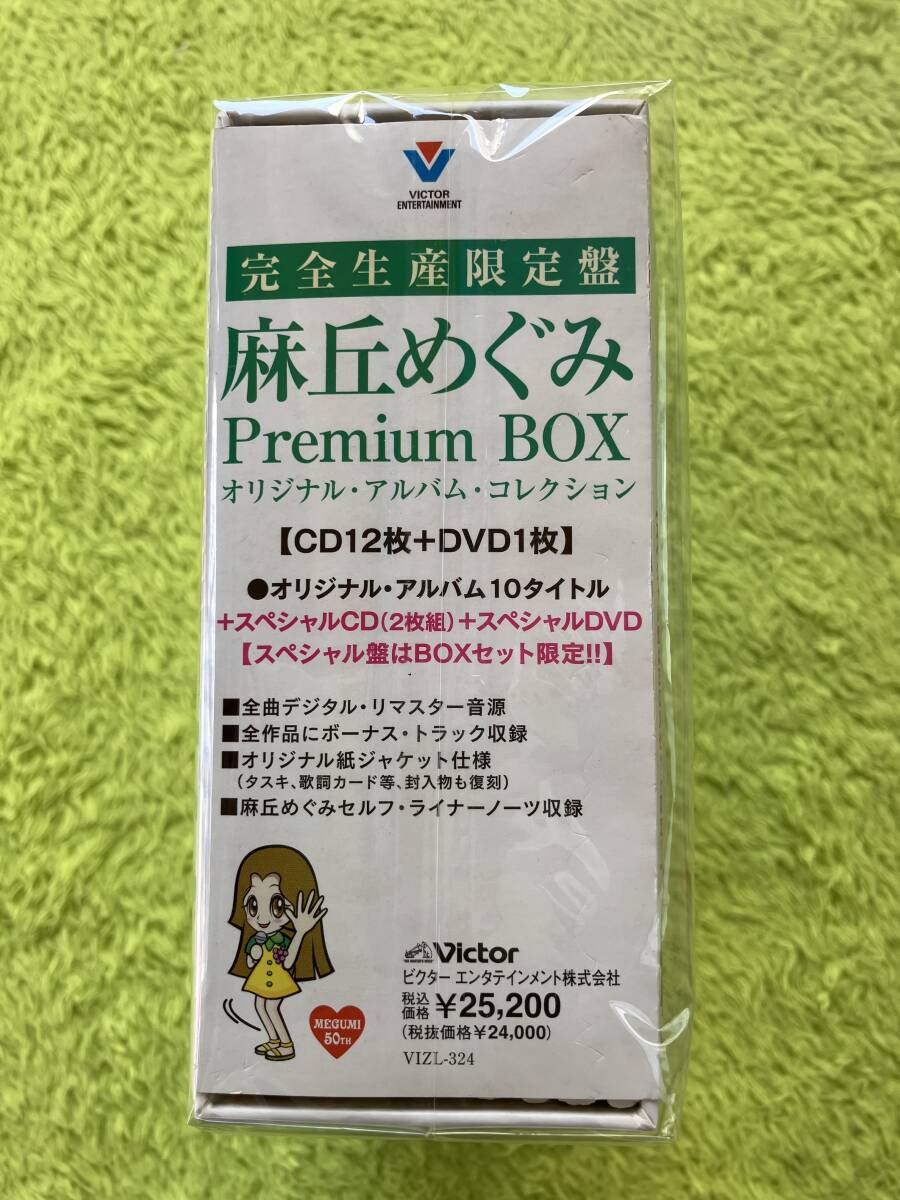 VICTOR
ENTERTAINMENT
完全生産限定盤
麻丘めぐみ
Premium BOX
オリジナル・アルバム・コレクション
【CD12枚+DVD1枚】
●オリジナル・アルバム10タイトル
+スペシャルCD(2枚組)+スペシャルDVD
【スペシャル盤はBOXセット限定!!】
■全曲デジタル・リマスター音源
■全作品にボーナス・トラック収録
■オリジナル紙ジャケット仕様
(タスキ、歌詞カード等、封入物も復刻)
■麻丘めぐみセルフ・ライナーノーツ収録
MEGUMI
50TH
Victor
ビクター エンタテインメント株式会社
税込価格 ¥25,200
(税抜価格¥24,000)
VIZL-324